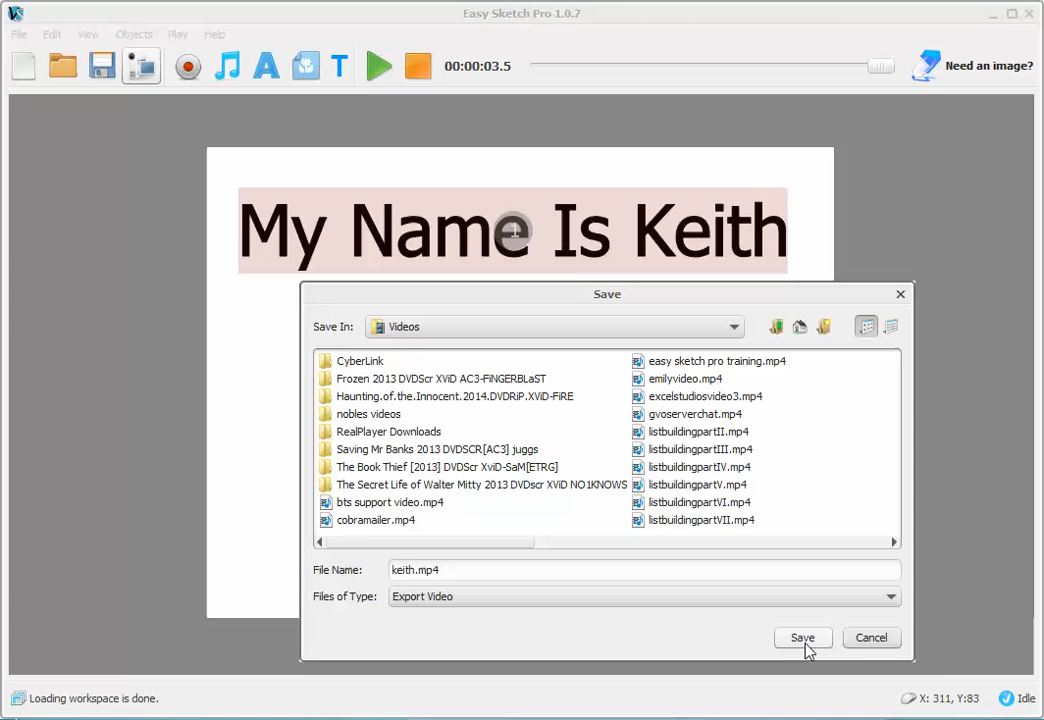 Easy Sketch Pro 1.0.7
File Edit View Objects Play Help
A T 00:00:03.5 Need an image?
My Name Is Keith
1
Save
Save In: Videos
CyberLink
Frozen 2013 DVDScr XViD AC3-FiNGERBLaST
Haunting.of.the.Innocent.2014.DVDRiP.XViD-FiRE
nobles videos
RealPlayer Downloads
Saving Mr Banks 2013 DVDSCR[AC3] juggs
The Book Thief [2013] DVDScr XviD-SaM[ETRG]
The Secret Life of Walter Mitty 2013 DVDscr XViD NO1KNOWS
bts support video.mp4
cobramailer.mp4
easy sketch pro training.mp4
emilyvideo.mp4
excelstudiosvideo3.mp4
gvoserverchat.mp4
listbuildingpartII.mp4
listbuildingpartIII.mp4
listbuildingpartIV.mp4
listbuildingpartV.mp4
listbuildingpartVI.mp4
listbuildingpartVII.mp4
File Name: keith.mp4
Files of Type: Export Video
Save Cancel
Loading workspace is done. X: 311, Y:83 Idle